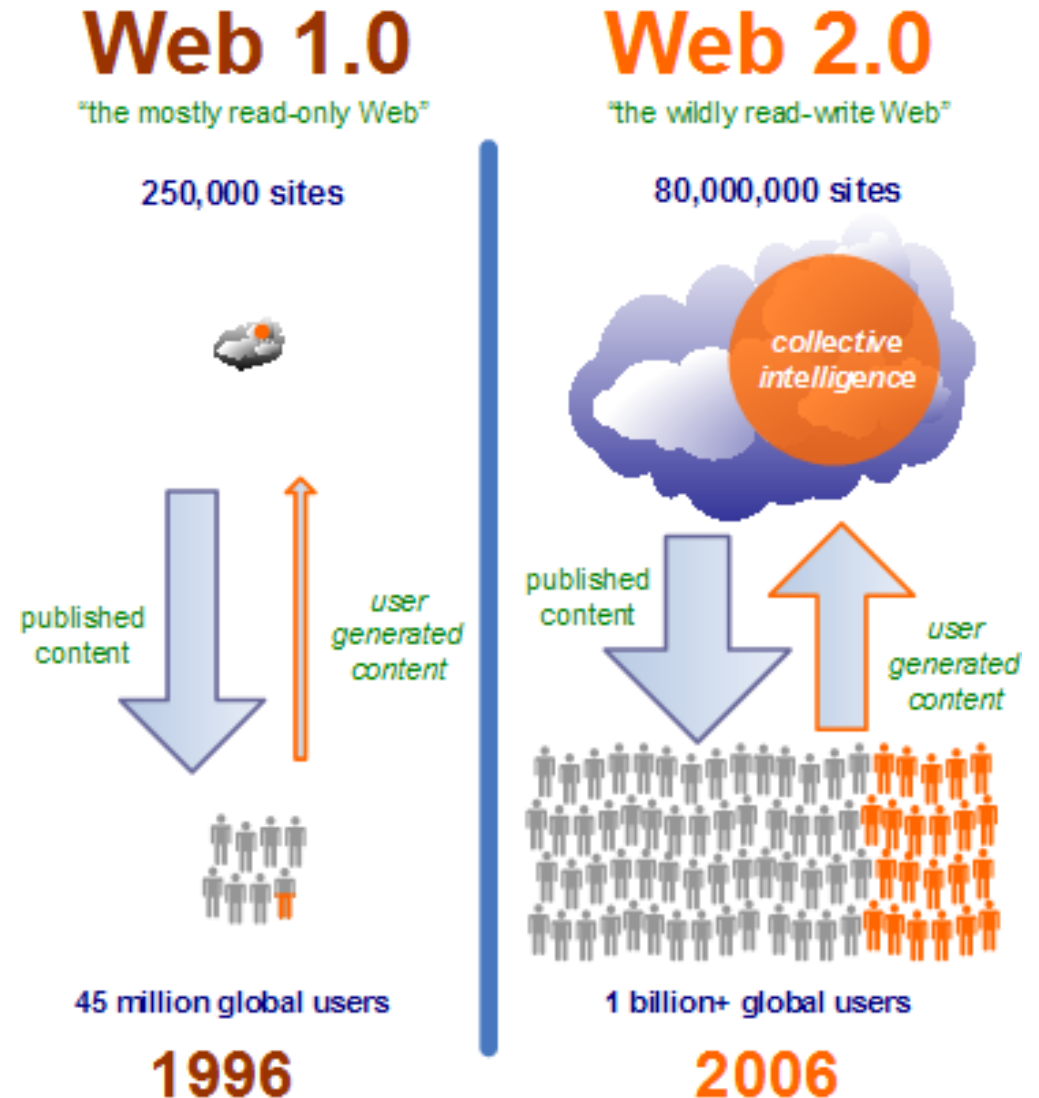 Web 1.0
"the mostly read-only Web"
250,000 sites
published
content
user
generated
content
45 million global users
1996
Web 2.0
"the wildly read-write Web"
80,000,000 sites
collective
intelligence
published
content
user
generated
content
1 billion+ global users
2006